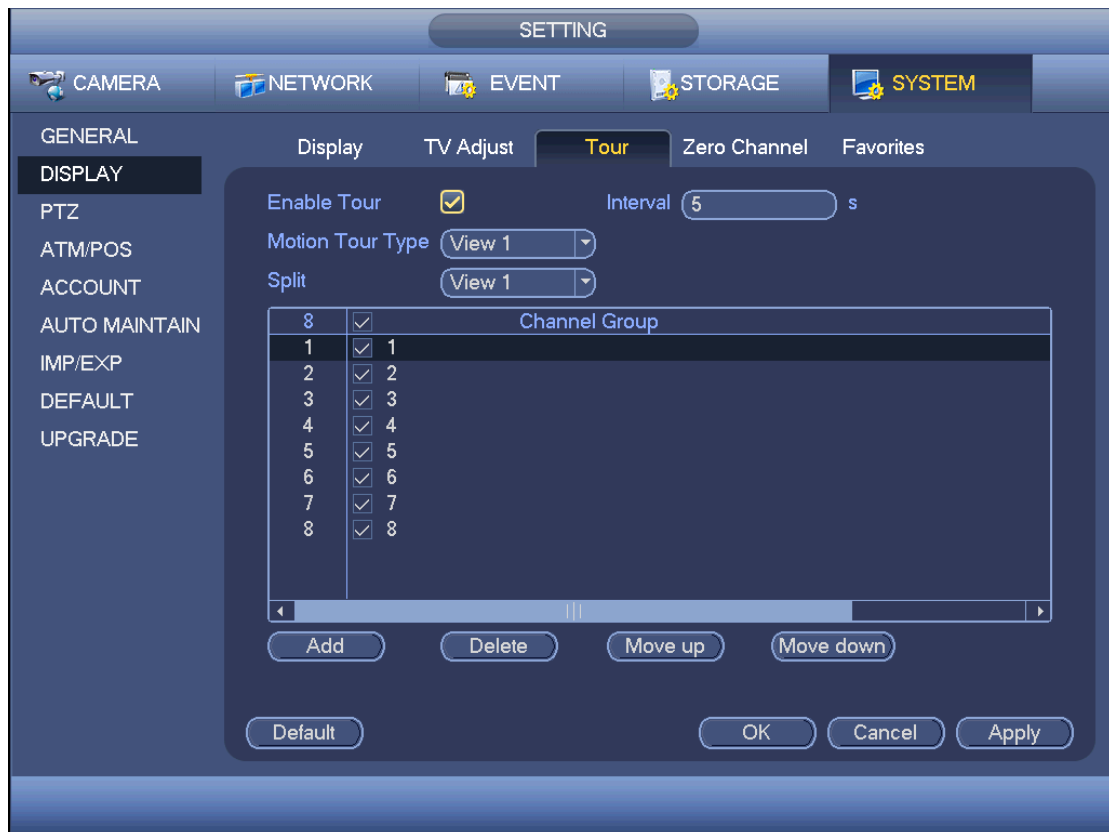 SETTING
CAMERA NETWORK EVENT STORAGE SYSTEM
GENERAL
DISPLAY
PTZ
ATM/POS
ACCOUNT
AUTO MAINTAIN
IMP/EXP
DEFAULT
UPGRADE
Display TV Adjust Tour Zero Channel Favorites
Enable Tour Interval 5 s
Motion Tour Type View 1
Split View 1
8 Channel Group
1 1
2 2
3 3
4 4
5 5
6 6
7 7
8 8
Add Delete Move up Move down
Default OK Cancel Apply